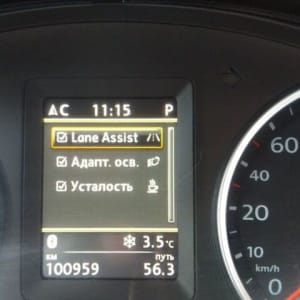 AC 11:15 P
Lane Assist
Адапт. осв.
Усталость
3.5°C
км путь
100959 56.3
60
40
20
10
0
km/h